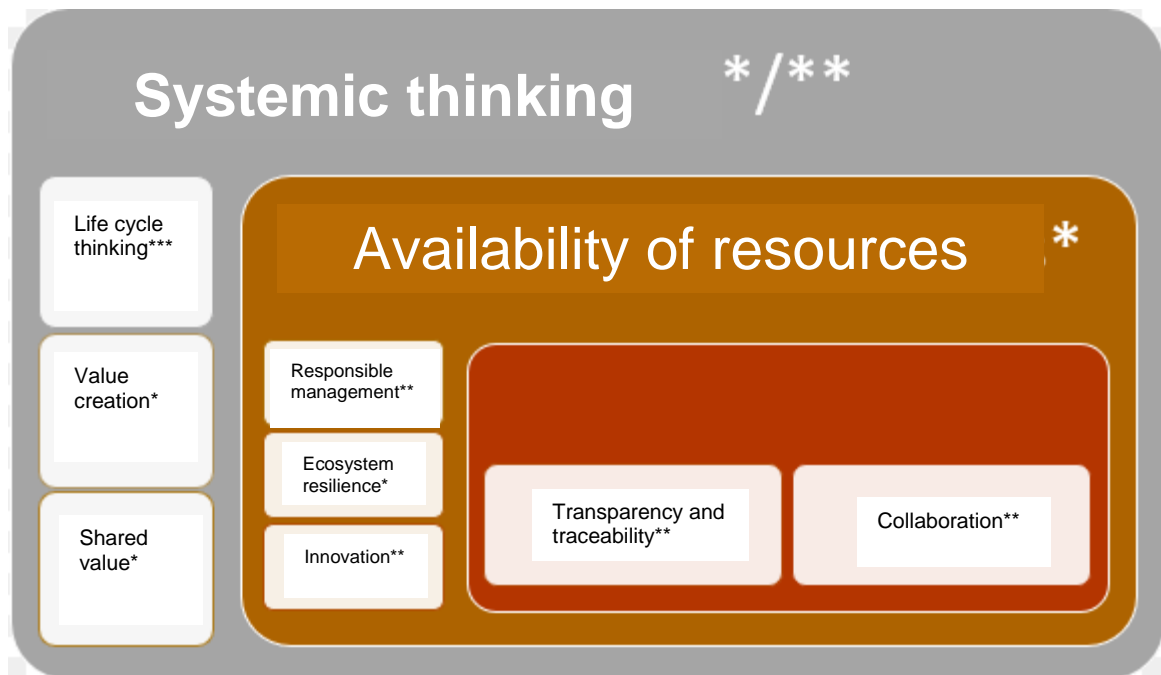 Systemic thinking */**
Life cycle
thinking***
Availability of resources *
Value
creation*
Responsible
management**
Ecosystem
resilience*
Shared
value*
Innovation**
Transparency and
traceability**
Collaboration**